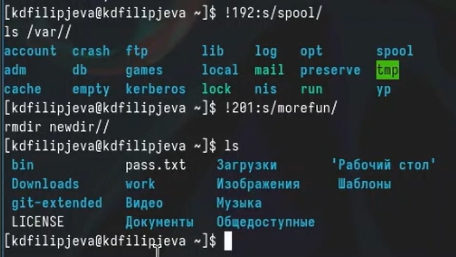 [kdfilipjeva@kdfilipjeva ~]$ !192:s/spool/
ls /var//
account crash ftp lib log opt spool
adm db games local mail preserve tmp
cache empty kerberos lock nis run yp
[kdfilipjeva@kdfilipjeva ~]$ !201:s/morefun/
rmdir newdir//
[kdfilipjeva@kdfilipjeva ~]$ ls
bin pass.txt Загрузки 'Рабочий стол'
Downloads work Изображения Шаблоны
git-extended Видео Музыка
LICENSE Документы Общедоступные
[kdfilipjeva@kdfilipjeva ~]$